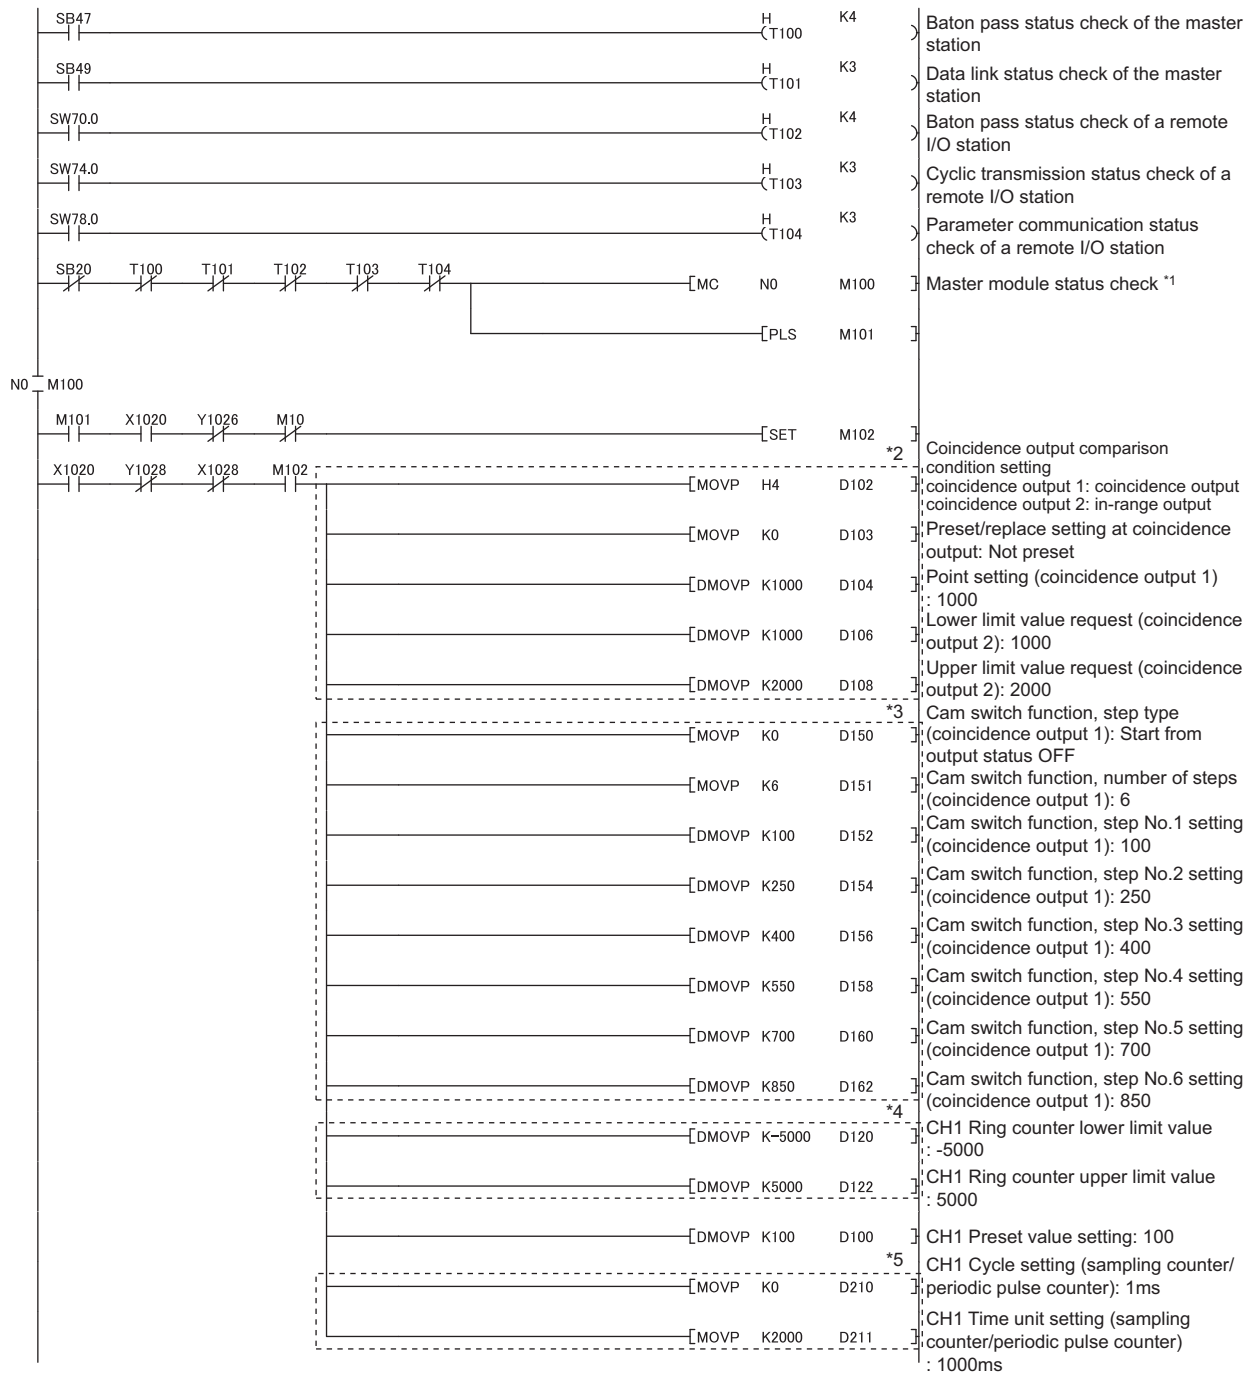 SB47
H K4
T100
Baton pass status check of the master
station
SB49
H K3
T101
Data link status check of the master
station
SW70.0
H K4
T102
Baton pass status check of a remote
I/O station
SW74.0
H K3
T103
Cyclic transmission status check of a
remote I/O station
SW78.0
H K3
T104
Parameter communication status
check of a remote I/O station
SB20 T100 T101 T102 T103 T104
MC N0 M100
Master module status check *1
PLS M101
N0 M100
M101 X1020 Y1026 M10
SET M102
*2
Coincidence output comparison
condition setting
coincidence output 1: coincidence output
coincidence output 2: in-range output
X1020 Y1028 X1028 M102
MOVP H4 D102
MOVP K0 D103
Preset/replace setting at coincidence
output: Not preset
DMOVP K1000 D104
Point setting (coincidence output 1)
: 1000
DMOVP K1000 D106
Lower limit value request (coincidence
output 2): 1000
DMOVP K2000 D108
Upper limit value request (coincidence
output 2): 2000
*3
MOVP K0 D150
Cam switch function, step type
(coincidence output 1): Start from
output status OFF
MOVP K6 D151
Cam switch function, number of steps
(coincidence output 1): 6
DMOVP K100 D152
Cam switch function, step No.1 setting
(coincidence output 1): 100
DMOVP K250 D154
Cam switch function, step No.2 setting
(coincidence output 1): 250
DMOVP K400 D156
Cam switch function, step No.3 setting
(coincidence output 1): 400
DMOVP K550 D158
Cam switch function, step No.4 setting
(coincidence output 1): 550
DMOVP K700 D160
Cam switch function, step No.5 setting
(coincidence output 1): 700
DMOVP K850 D162
Cam switch function, step No.6 setting
(coincidence output 1): 850
*4
DMOVP K-5000 D120
CH1 Ring counter lower limit value
: -5000
DMOVP K5000 D122
CH1 Ring counter upper limit value
: 5000
DMOVP K100 D100
CH1 Preset value setting: 100
*5
MOVP K0 D210
CH1 Cycle setting (sampling counter/
periodic pulse counter): 1ms
MOVP K2000 D211
CH1 Time unit setting (sampling
counter/periodic pulse counter)
: 1000ms